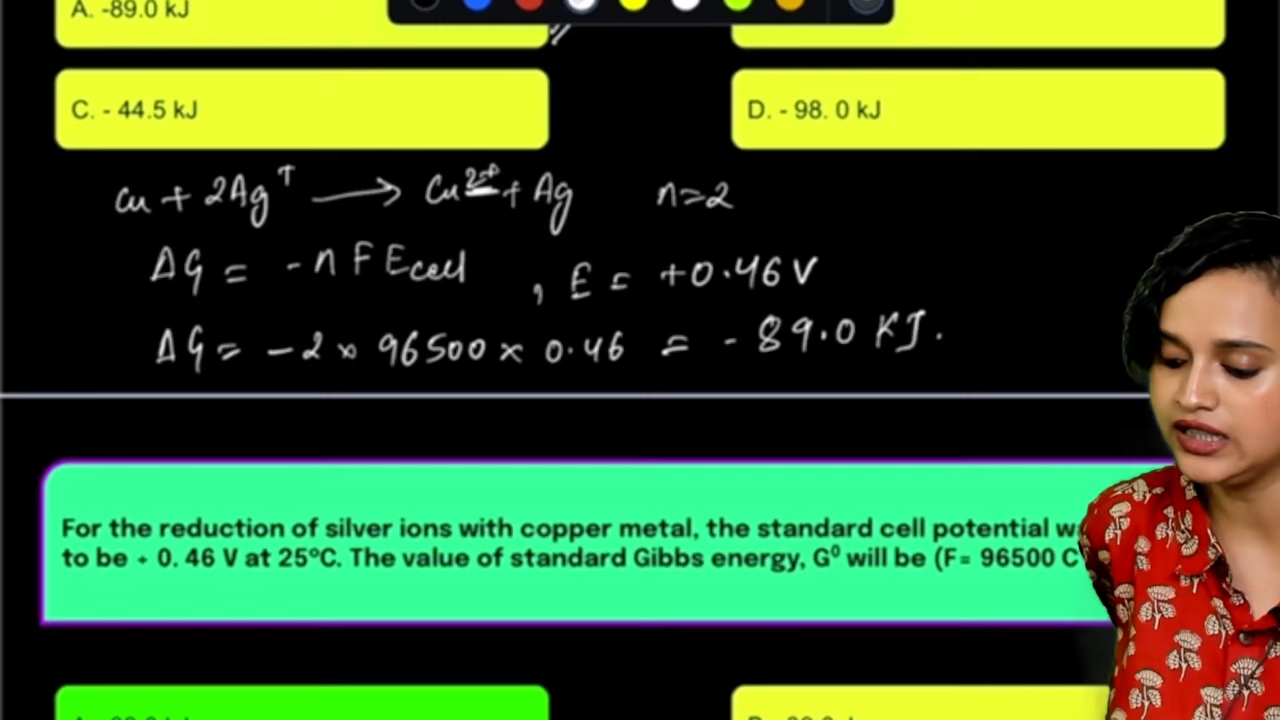 A. -89.0 kJ
C. - 44.5 kJ
D. - 98. 0 kJ
Cu + 2Ag⁺ ⟶ Cu²⁺ + Ag n=2
ΔG = -nFEcell , E = +0.46 V
ΔG = -2 × 96500 × 0.46 = -89.0 KJ.
For the reduction of silver ions with copper metal, the standard cell potential
to be + 0. 46 V at 25°C. The value of standard Gibbs energy, G⁰ will be (F= 96500 C